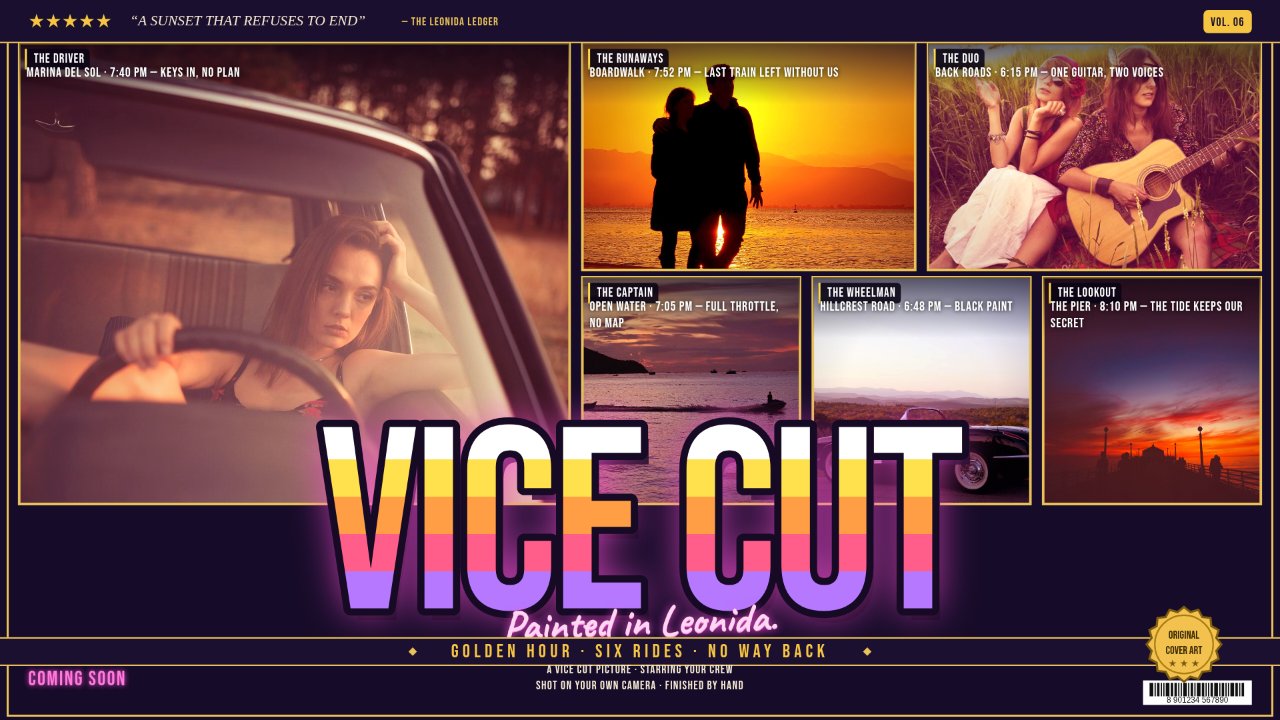 ★★★★★ “A SUNSET THAT REFUSES TO END” — THE LEONIDA LEDGER
VOL. 06
THE DRIVER
MARINA DEL SOL · 7:40 PM — KEYS IN, NO PLAN
THE RUNAWAYS
BOARDWALK · 7:52 PM — LAST TRAIN LEFT WITHOUT US
THE DUO
BACK ROADS · 6:15 PM — ONE GUITAR, TWO VOICES
THE CAPTAIN
OPEN WATER · 7:05 PM — FULL THROTTLE,
NO MAP
THE WHEELMAN
HILLCREST ROAD · 6:48 PM — BLACK PAINT
THE LOOKOUT
THE PIER · 8:10 PM — THE TIDE KEEPS OUR
SECRET
VICE CUT
Painted in Leonida.
◆ GOLDEN HOUR · SIX RIDES · NO WAY BACK ◆
COMING SOON
A VICE CUT PICTURE · STARRING YOUR CREW
SHOT ON YOUR OWN CAMERA · FINISHED BY HAND
ORIGINAL
COVER ART
★ ★ ★
8 901234 567890